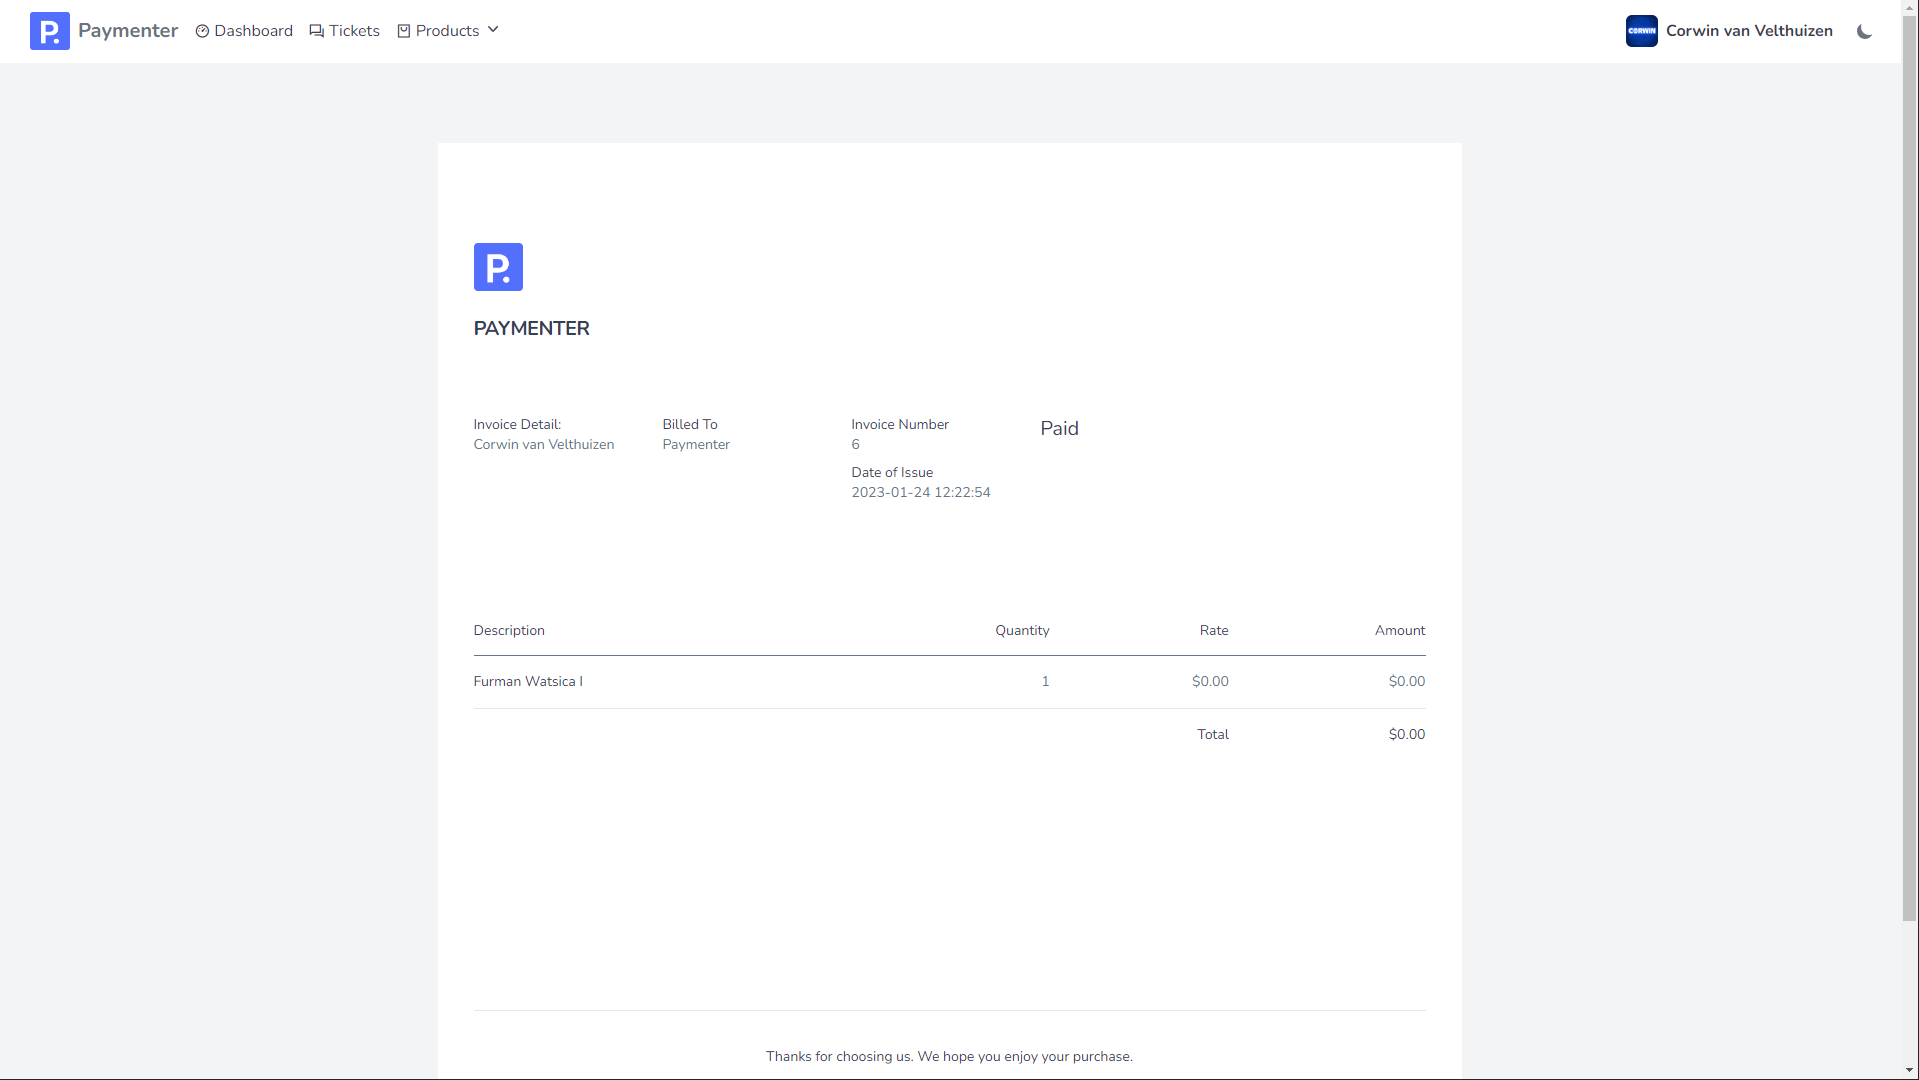 P. Paymenter Dashboard Tickets Products CORWIN Corwin van Velthuizen
P.
PAYMENTER
Invoice Detail:
Corwin van Velthuizen
Billed To
Paymenter
Invoice Number
6
Date of Issue
2023-01-24 12:22:54
Paid
Description Quantity Rate Amount
Furman Watsica I 1 $0.00 $0.00
Total $0.00
Thanks for choosing us. We hope you enjoy your purchase.